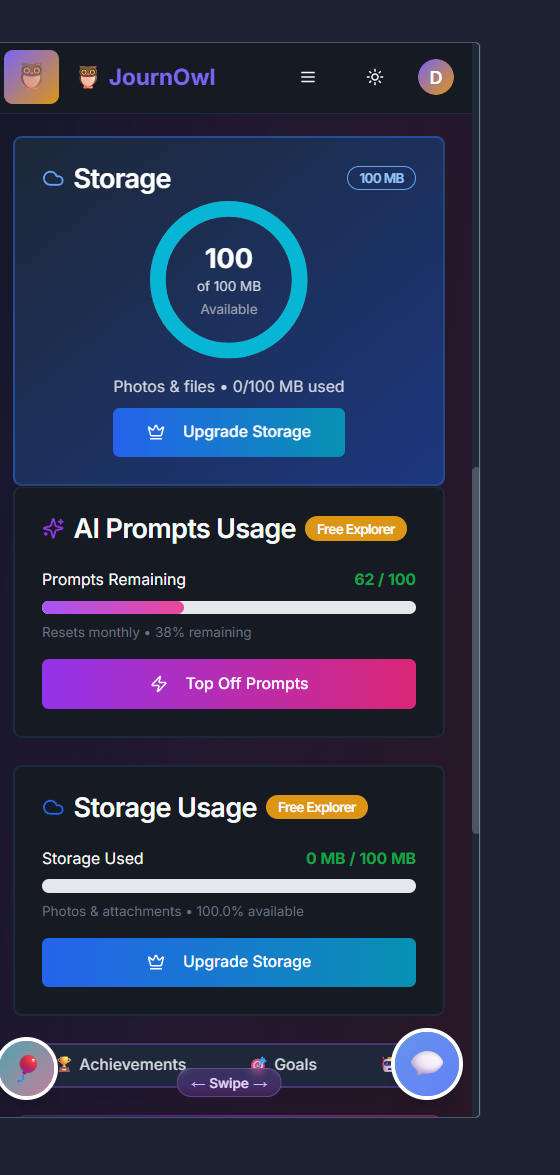 JournOwl
D
Storage
100 MB
100
of 100 MB
Available
Photos & files • 0/100 MB used
Upgrade Storage
AI Prompts Usage
Free Explorer
Prompts Remaining
62 / 100
Resets monthly • 38% remaining
Top Off Prompts
Storage Usage
Free Explorer
Storage Used
0 MB / 100 MB
Photos & attachments • 100.0% available
Upgrade Storage
Achievements
Goals
← Swipe →